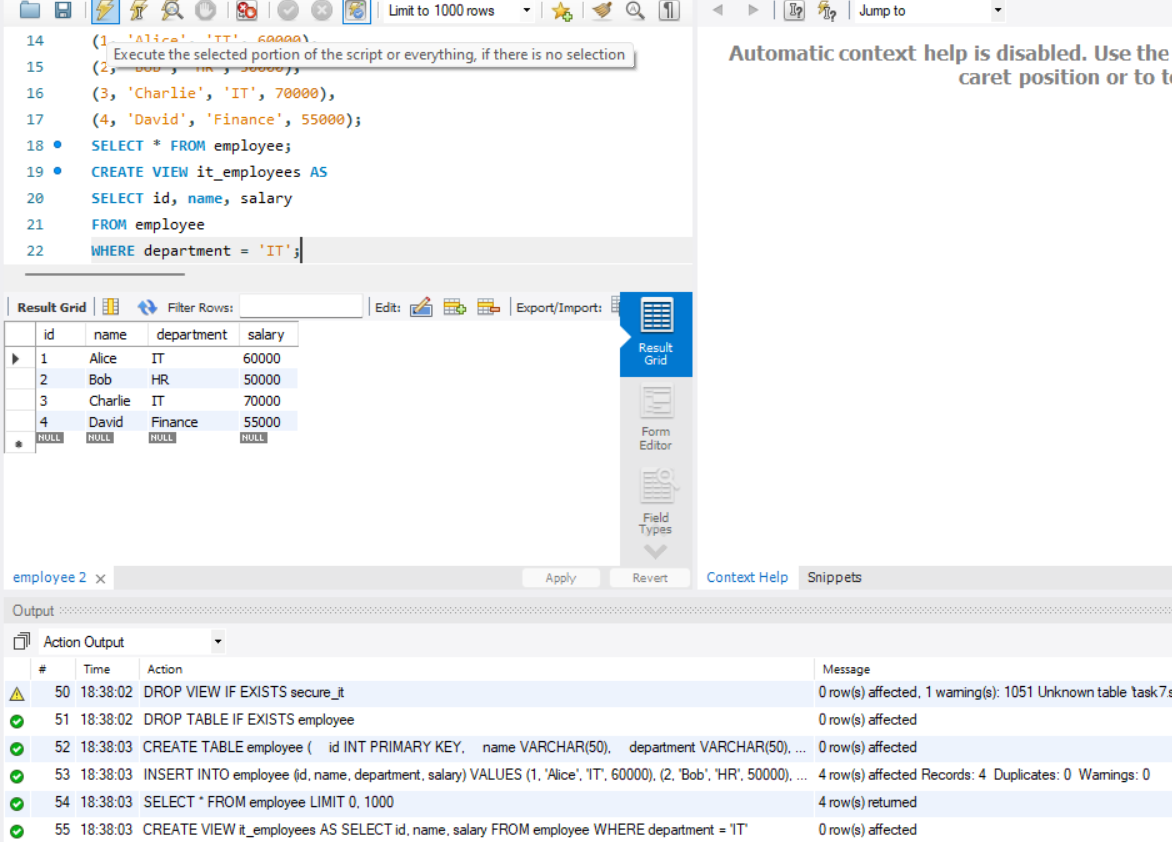 Limit to 1000 rows
Jump to
14 (1, 'Alice', 'IT', 60000),
Execute the selected portion of the script or everything, if there is no selection
15 (2,
16 (3, 'Charlie', 'IT', 70000),
17 (4, 'David', 'Finance', 55000);
18 SELECT * FROM employee;
19 CREATE VIEW it_employees AS
20 SELECT id, name, salary
21 FROM employee
22 WHERE department = 'IT';
Automatic context help is disabled. Use the
caret position or to
Result Grid Filter Rows: Edit: Export/Import:
id name department salary
1 Alice IT 60000
2 Bob HR 50000
3 Charlie IT 70000
4 David Finance 55000
NULL NULL NULL NULL
Result
Grid
Form
Editor
Field
Types
employee 2 Apply Revert
Context Help Snippets
Output
Action Output
# Time Action Message
50 18:38:02 DROP VIEW IF EXISTS secure_it 0 row(s) affected, 1 warning(s): 1051 Unknown table 'task7.s
51 18:38:02 DROP TABLE IF EXISTS employee 0 row(s) affected
52 18:38:03 CREATE TABLE employee ( id INT PRIMARY KEY, name VARCHAR(50), department VARCHAR(50), ... 0 row(s) affected
53 18:38:03 INSERT INTO employee (id, name, department, salary) VALUES (1, 'Alice', 'IT', 60000), (2, 'Bob', 'HR', 50000), ... 4 row(s) affected Records: 4 Duplicates: 0 Warnings: 0
54 18:38:03 SELECT * FROM employee LIMIT 0, 1000 4 row(s) returned
55 18:38:03 CREATE VIEW it_employees AS SELECT id, name, salary FROM employee WHERE department = 'IT' 0 row(s) affected